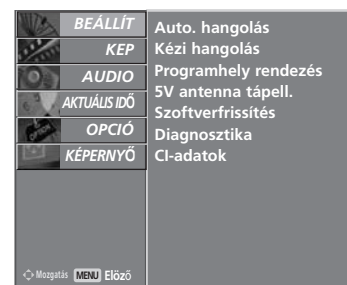 BEÁLLÍT
KEP
AUDIO
AKTUÁLIS IDŐ
OPCIÓ
KÉPERNYŐ
Auto. hangolás
Kézi hangolás
Programhely rendezés
5V antenna tápell.
Szoftverfrissítés
Diagnosztika
CI-adatok
Mozgatás MENU Előző